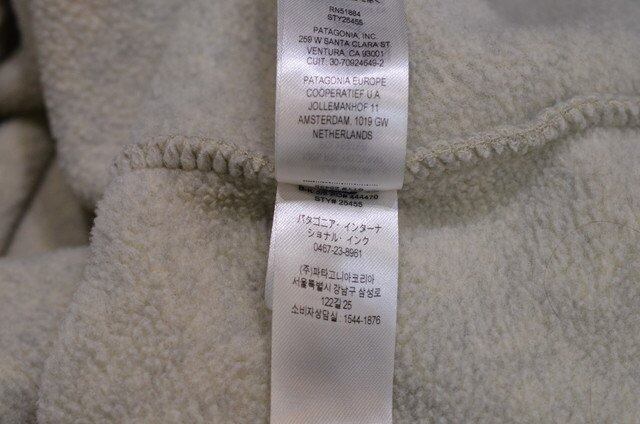 RN51884
STY25455
PATAGONIA, INC.
259 W SANTA CLARA ST
VENTURA, CA 93001
CUIT: 30-70924649-2
PATAGONIA EUROPE
COOPERATIEF U.A
JOLLEMANHOF 11
AMSTERDAM, 1019 GW
NETHERLANDS
444470
STY# 25455
パタゴニア・インターナ
ショナル・インク
0467-23-8961
(주)파타고니아코리아
서울특별시 강남구 삼성로
122길 25
소비자상담실 : 1544-1876